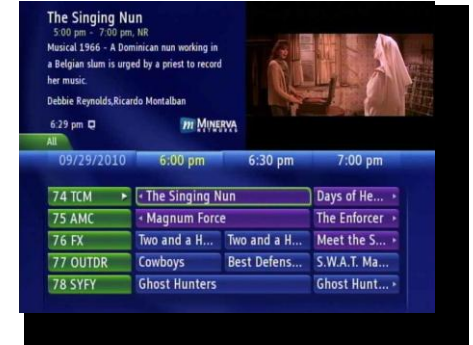 The Singing Nun
5:00 pm - 7:00 pm, NR
Musical 1966 - A Dominican nun working in
a Belgian slum is urged by a priest to record
her music.
Debbie Reynolds,Ricardo Montalban
6:29 pm
m MINERVA
NETWORKS
All
09/29/2010 6:00 pm 6:30 pm 7:00 pm
74 TCM The Singing Nun Days of He...
75 AMC Magnum Force The Enforcer
76 FX Two and a H... Two and a H... Meet the S...
77 OUTDR Cowboys Best Defens... S.W.A.T. Ma...
78 SYFY Ghost Hunters Ghost Hunt...